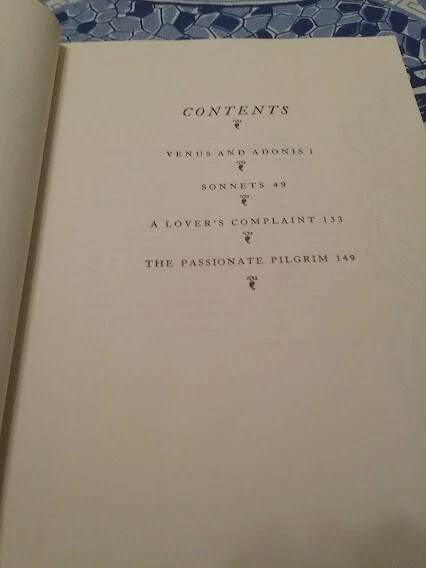 CONTENTS
VENUS AND ADONIS 1
SONNETS 49
A LOVER'S COMPLAINT 133
THE PASSIONATE PILGRIM 149